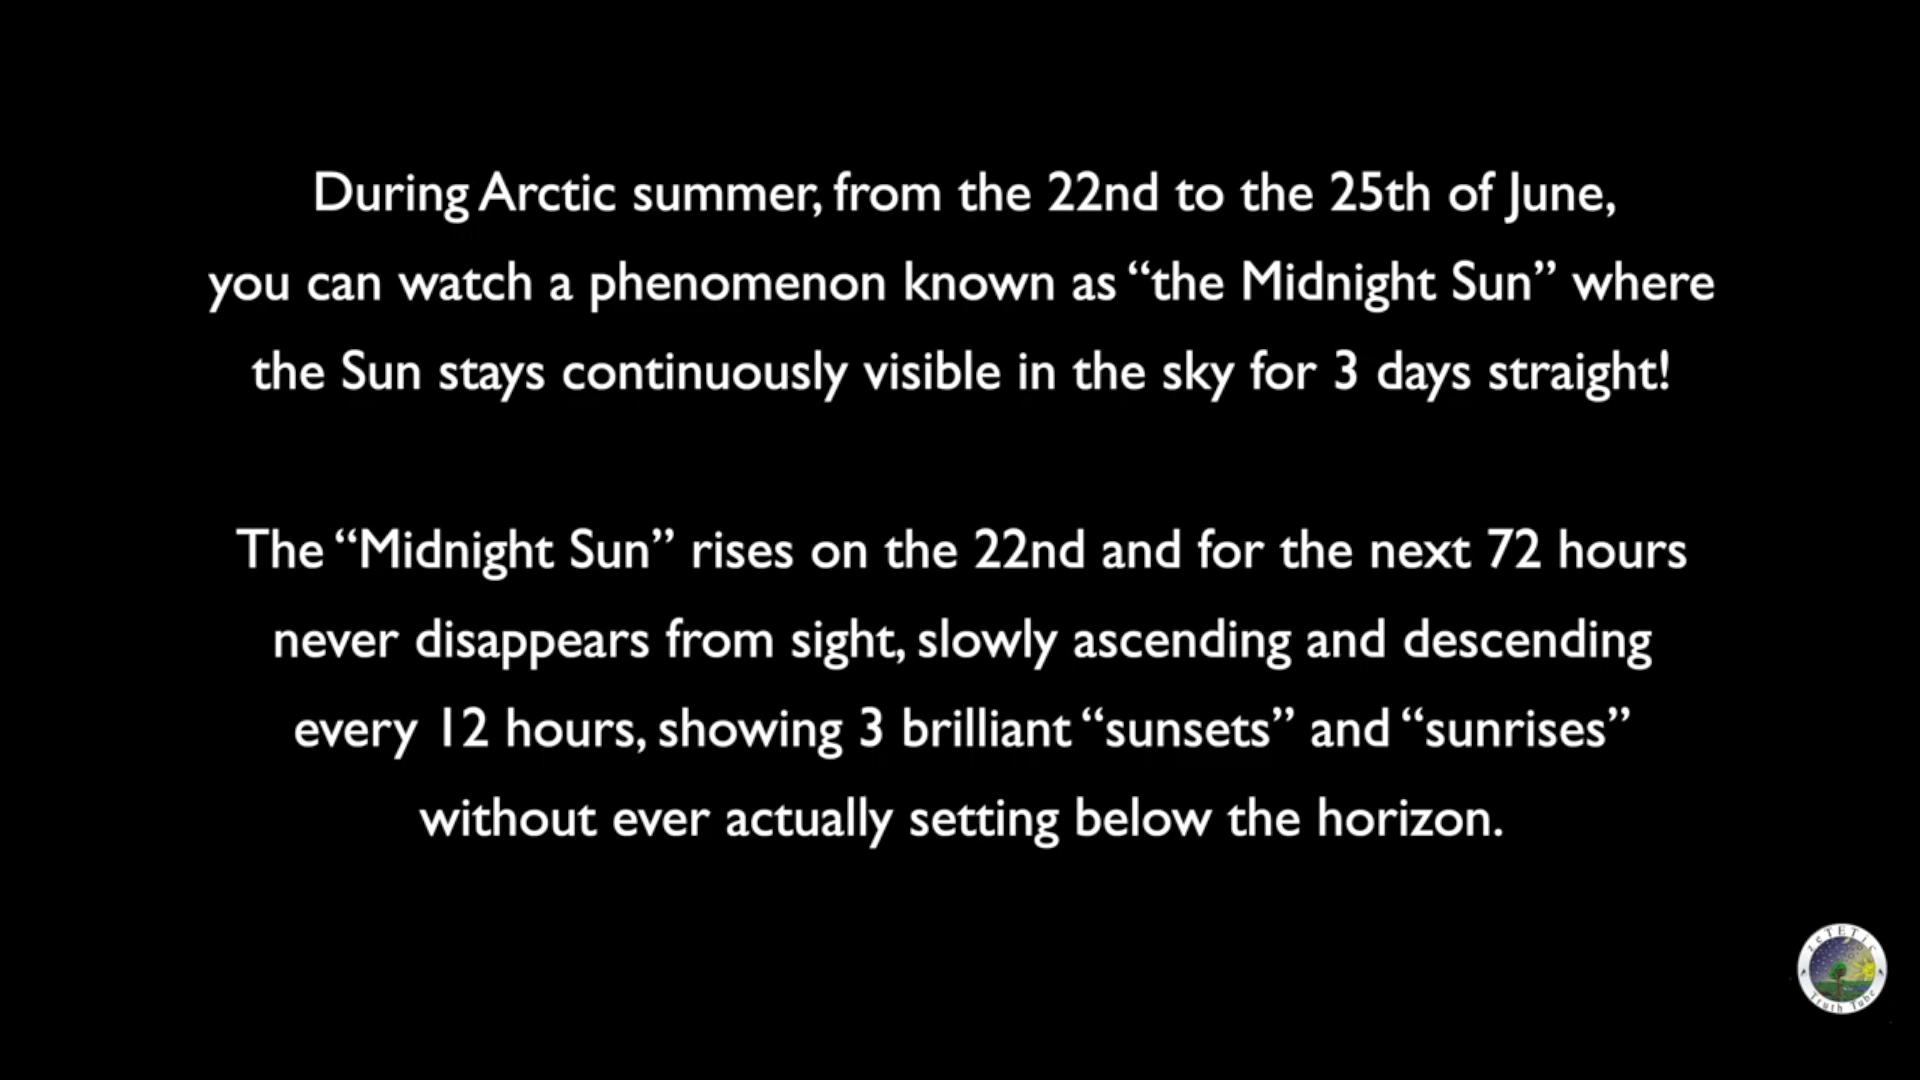 During Arctic summer, from the 22nd to the 25th of June,
you can watch a phenomenon known as “the Midnight Sun” where
the Sun stays continuously visible in the sky for 3 days straight!
The “Midnight Sun” rises on the 22nd and for the next 72 hours
never disappears from sight, slowly ascending and descending
every 12 hours, showing 3 brilliant “sunsets” and “sunrises”
without ever actually setting below the horizon.
zeTETic
Truth Tube